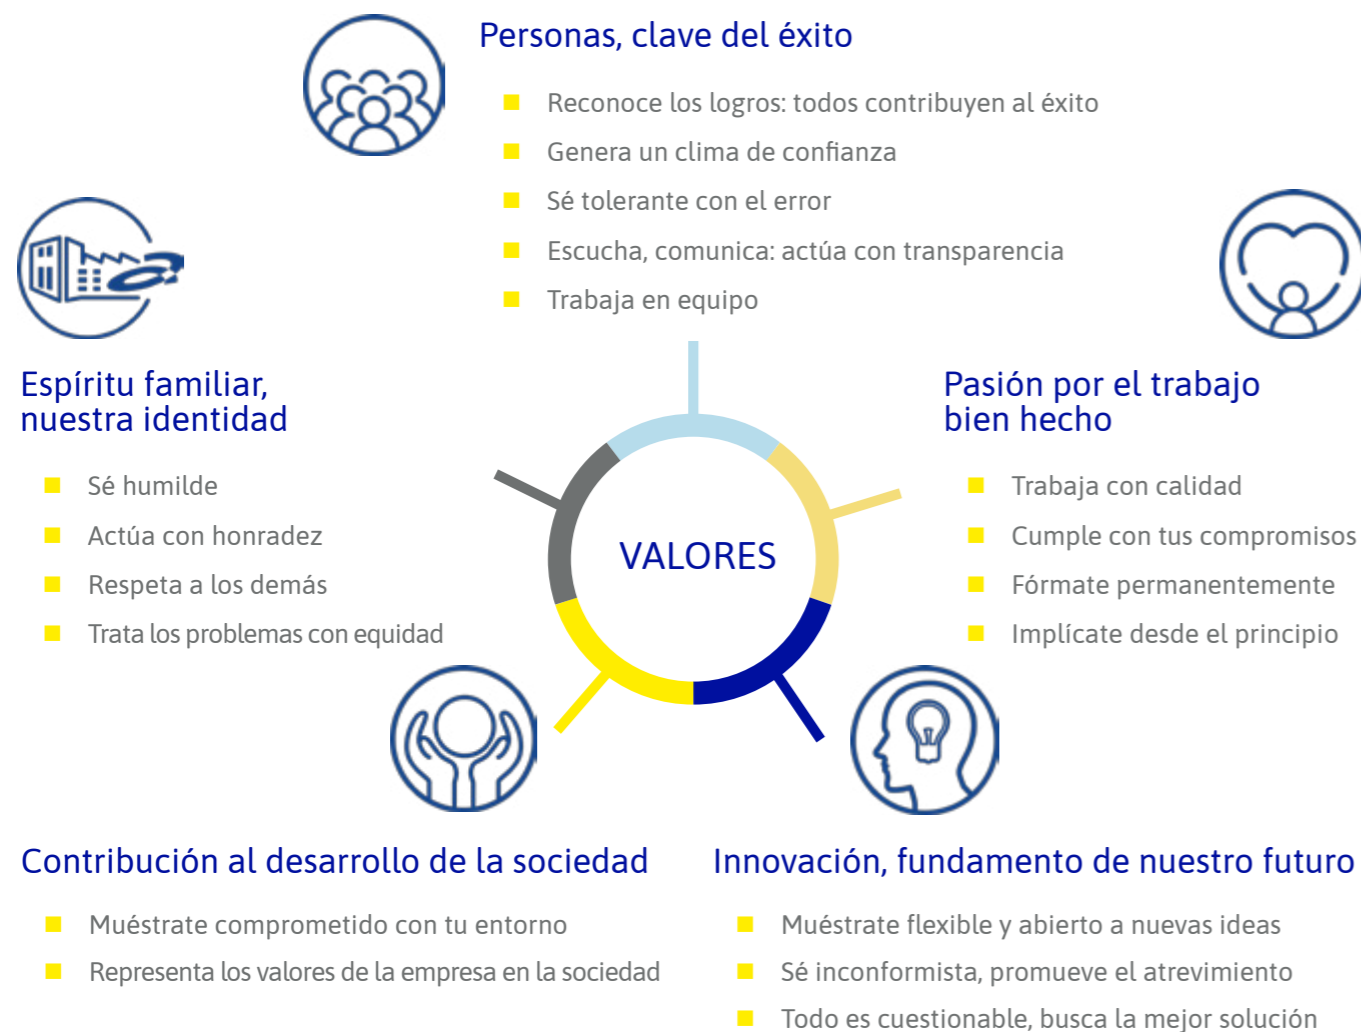 Personas, clave del éxito
Reconoce los logros: todos contribuyen al éxito
Genera un clima de confianza
Sé tolerante con el error
Escucha, comunica: actúa con transparencia
Trabaja en equipo
Espíritu familiar,
nuestra identidad
Sé humilde
Actúa con honradez
Respeta a los demás
Trata los problemas con equidad
VALORES
Pasión por el trabajo
bien hecho
Trabaja con calidad
Cumple con tus compromisos
Fórmate permanentemente
Implícate desde el principio
Contribución al desarrollo de la sociedad
Muéstrate comprometido con tu entorno
Representa los valores de la empresa en la sociedad
Innovación, fundamento de nuestro futuro
Muéstrate flexible y abierto a nuevas ideas
Sé inconformista, promueve el atrevimiento
Todo es cuestionable, busca la mejor solución